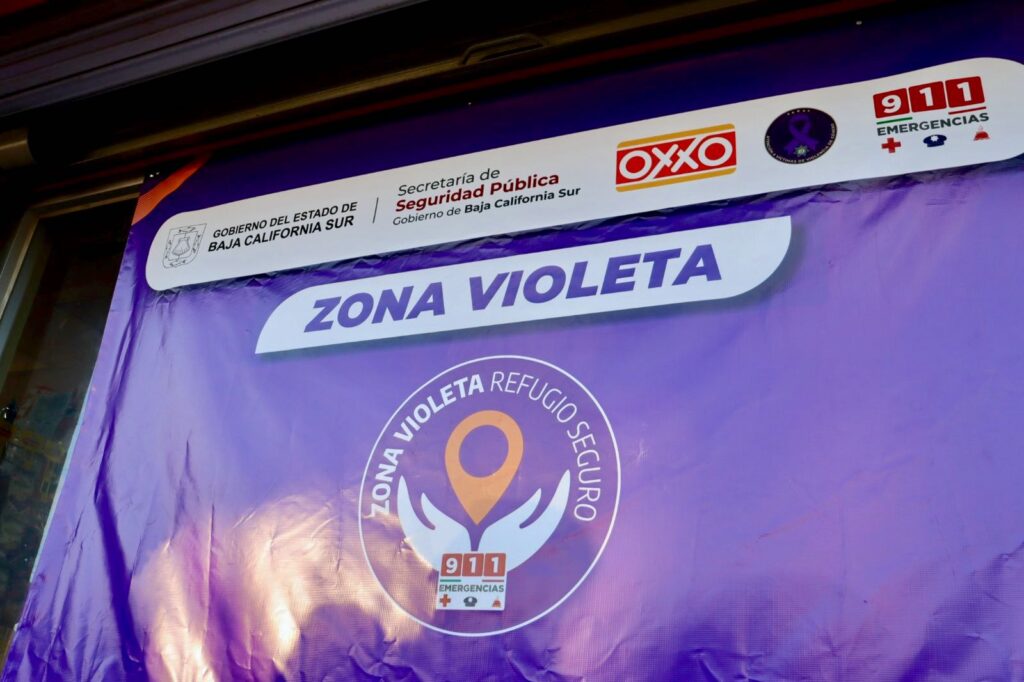 GOBIERNO DEL ESTADO DE
BAJA CALIFORNIA SUR
Secretaría de
Seguridad Pública
Gobierno de Baja California Sur
OXXO
911
EMERGENCIAS
ZONA VIOLETA
ZONA VIOLETA REFUGIO SEGURO
911
EMERGENCIAS